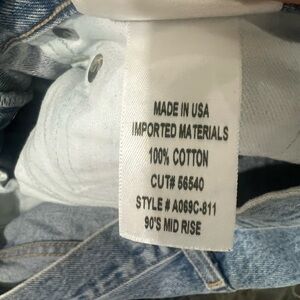 MADE IN USA
IMPORTED MATERIALS
100% COTTON
CUT# 56540
STYLE # A069C-811
90'S MID RISE